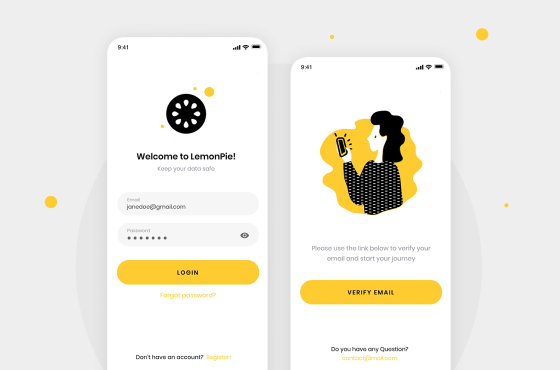 9:41
Welcome to LemonPie!
Keep your data safe
Email
janedoe@gmail.com
Password
LOGIN
Forgot password?
Don't have an account? Register!
9:41
Please use the link below to verify your
email and start your journey
VERIFY EMAIL
Do you have any Question?
contact@mail.com